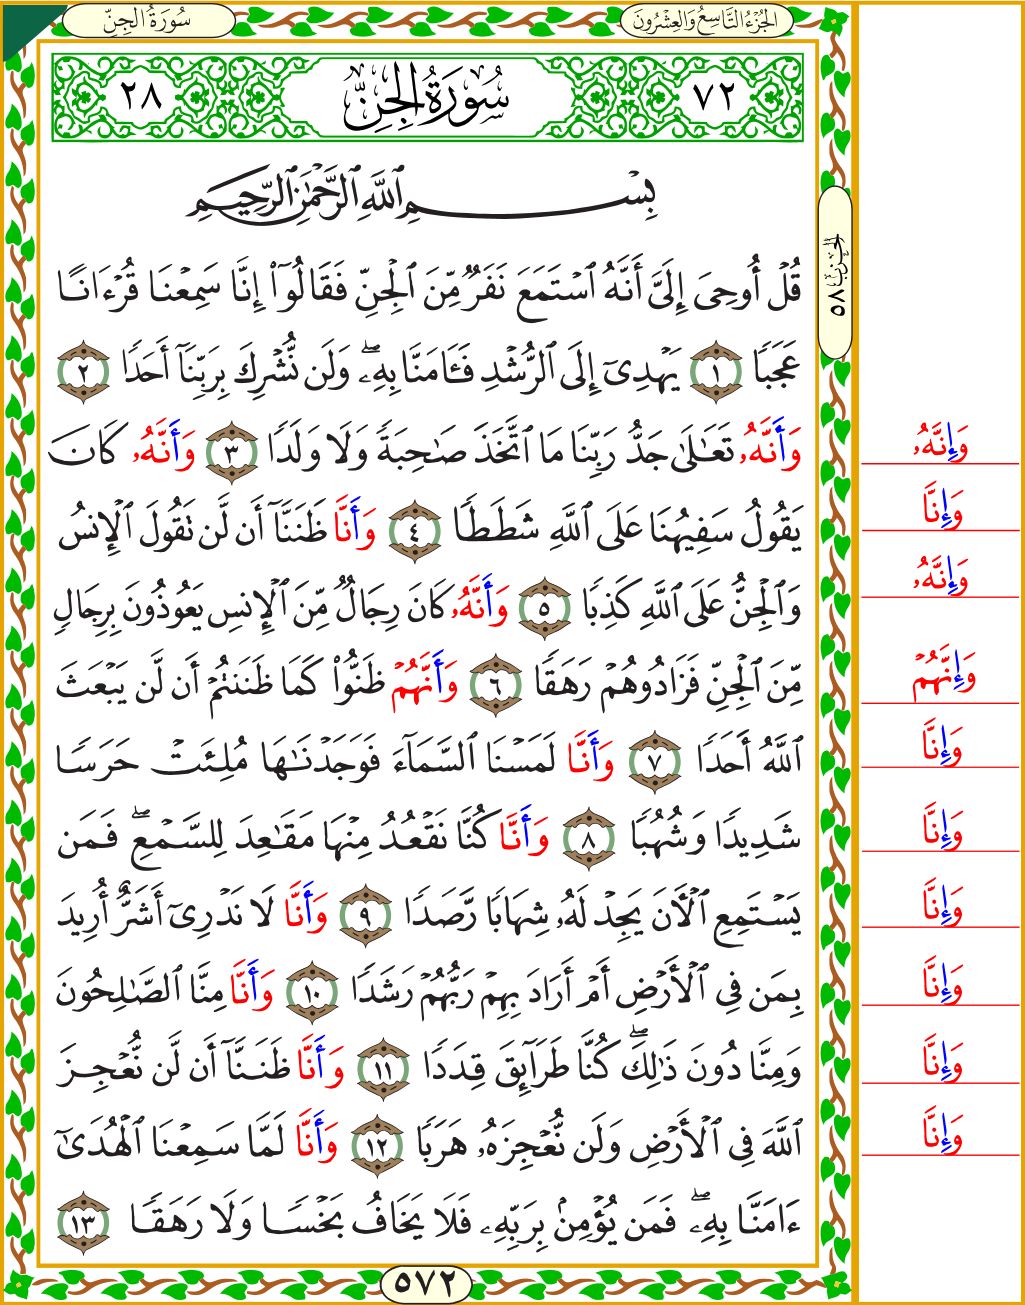 سُورَةُ الجِنِّ
الجُزْءُ التَّاسِعُ وَالعِشْرُونَ
٧٢ سُورَةُ الجِنِّ ٢٨
بِسْمِ ٱللَّهِ ٱلرَّحْمَٰنِ ٱلرَّحِيمِ
الحِزْبُ ٥٨
قُلْ أُوحِىَ إِلَىَّ أَنَّهُ ٱسْتَمَعَ نَفَرٌ مِّنَ ٱلْجِنِّ فَقَالُوٓا۟ إِنَّا سَمِعْنَا قُرْءَانًا
عَجَبًا ١ يَهْدِىٓ إِلَى ٱلرُّشْدِ فَـَٔامَنَّا بِهِۦ ۖ وَلَن نُّشْرِكَ بِرَبِّنَآ أَحَدًا ٢
وَأَنَّهُۥ تَعَٰلَىٰ جَدُّ رَبِّنَا مَا ٱتَّخَذَ صَٰحِبَةً وَلَا وَلَدًا ٣ وَأَنَّهُۥ كَانَ
وَإِنَّهُۥ
يَقُولُ سَفِيهُنَا عَلَى ٱللَّهِ شَطَطًا ٤ وَأَنَّا ظَنَنَّآ أَن لَّن تَقُولَ ٱلْإِنسُ
وَإِنَّا
وَٱلْجِنُّ عَلَى ٱللَّهِ كَذِبًا ٥ وَأَنَّهُۥ كَانَ رِجَالٌ مِّنَ ٱلْإِنسِ يَعُوذُونَ بِرِجَالٍ
وَإِنَّهُۥ
مِّنَ ٱلْجِنِّ فَزَادُوهُمْ رَهَقًا ٦ وَأَنَّهُمْ ظَنُّوا۟ كَمَا ظَنَنتُمْ أَن لَّن يَبْعَثَ
وَإِنَّهُمْ
ٱللَّهُ أَحَدًا ٧ وَأَنَّا لَمَسْنَا ٱلسَّمَآءَ فَوَجَدْنَٰهَا مُلِئَتْ حَرَسًا
وَإِنَّا
شَدِيدًا وَشُهُبًا ٨ وَأَنَّا كُنَّا نَقْعُدُ مِنْهَا مَقَٰعِدَ لِلسَّمْعِ ۖ فَمَن
وَإِنَّا
يَسْتَمِعِ ٱلْـَٔانَ يَجِدْ لَهُۥ شِهَابًا رَّصَدًا ٩ وَأَنَّا لَا نَدْرِىٓ أَشَرٌّ أُرِيدَ
وَإِنَّا
بِمَن فِى ٱلْأَرْضِ أَمْ أَرَادَ بِهِمْ رَبُّهُمْ رَشَدًا ١٠ وَأَنَّا مِنَّا ٱلصَّٰلِحُونَ
وَإِنَّا
وَمِنَّا دُونَ ذَٰلِكَ ۖ كُنَّا طَرَآئِقَ قِدَدًا ١١ وَأَنَّا ظَنَنَّآ أَن لَّن نُّعْجِزَ
وَإِنَّا
ٱللَّهَ فِى ٱلْأَرْضِ وَلَن نُّعْجِزَهُۥ هَرَبًا ١٢ وَأَنَّا لَمَّا سَمِعْنَا ٱلْهُدَىٰٓ
وَإِنَّا
ءَامَنَّا بِهِۦ ۖ فَمَن يُؤْمِنۢ بِرَبِّهِۦ فَلَا يَخَافُ بَخْسًا وَلَا رَهَقًا ١٣
٥٧٢